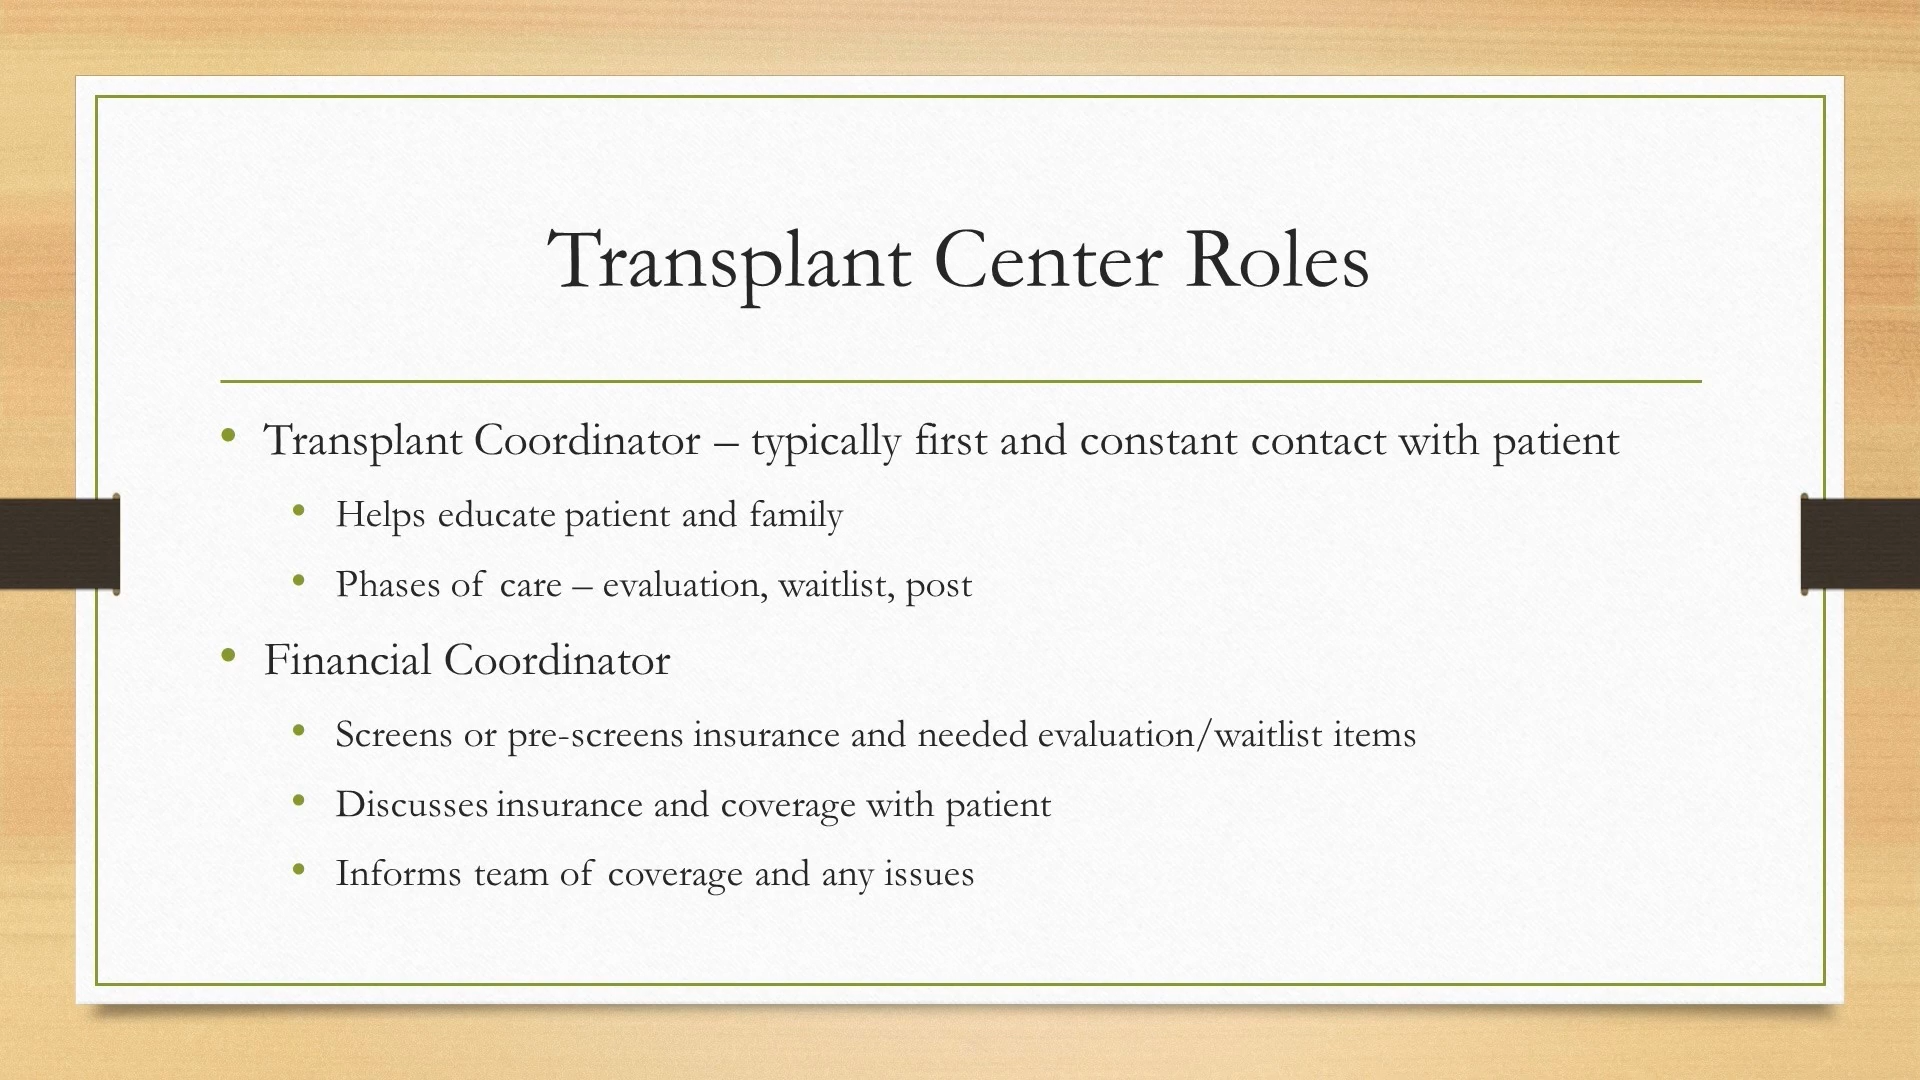 Transplant Center Roles
• Transplant Coordinator – typically first and constant contact with patient
• Helps educate patient and family
• Phases of care – evaluation, waitlist, post
• Financial Coordinator
• Screens or pre-screens insurance and needed evaluation/waitlist items
• Discusses insurance and coverage with patient
• Informs team of coverage and any issues